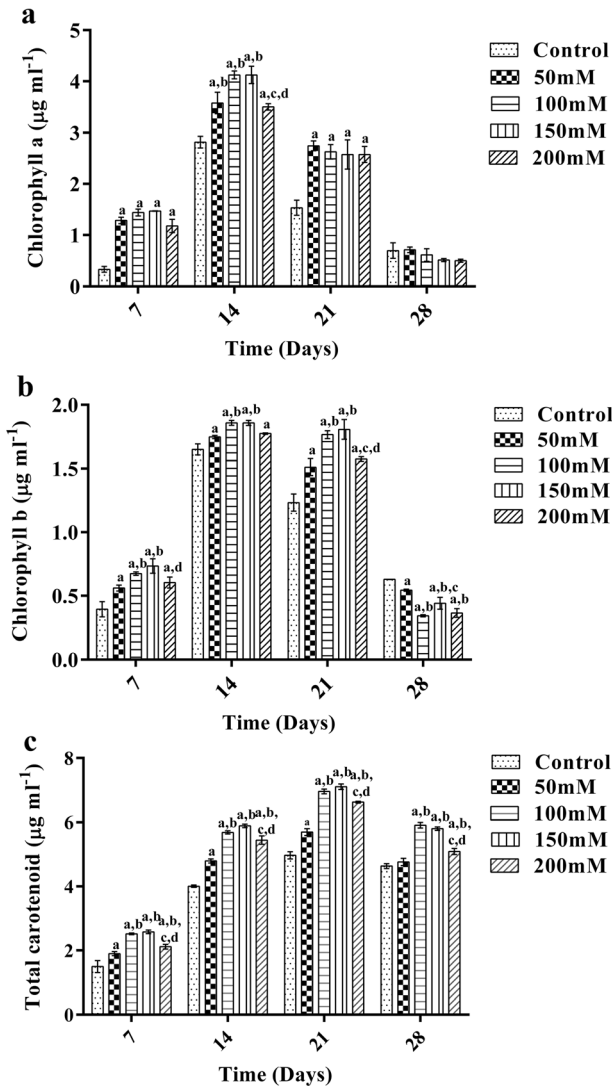 a
Chlorophyll a (µg ml-1)
5
4
3
2
1
0
a a a a
a,b a,b a,b a,c,d
a a a a
7 14 21 28
Time (Days)
Control
50mM
100mM
150mM
200mM
b
Chlorophyll b (µg ml-1)
2.0
1.5
1.0
0.5
0.0
a a,b a,b a,d
a a,b a,b a
a a,b a,b a,c,d
a a,b a,b,c a,b
7 14 21 28
Time (Days)
Control
50mM
100mM
150mM
200mM
c
Total carotenoid (µg ml-1)
8
6
4
2
0
a a,b a,b a,b,
c,d
a a,b a,b a,b,
c,d
a a,b a,b a,b,
c,d
a,b a,b a,b,
c,d
7 14 21 28
Time (Days)
Control
50mM
100mM
150mM
200mM